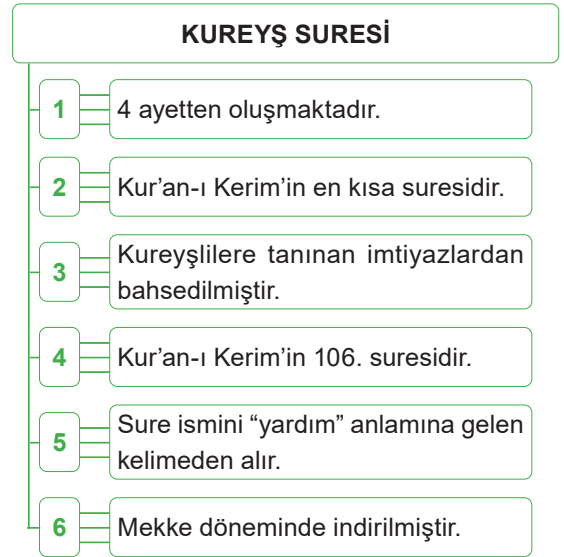 KUREYŞ SURESİ
1 4 ayetten oluşmaktadır.
2 Kur’an-ı Kerim’in en kısa suresidir.
3 Kureyşlilere tanınan imtiyazlardan
bahsedilmiştir.
4 Kur’an-ı Kerim’in 106. suresidir.
5 Sure ismini “yardım” anlamına gelen
kelimeden alır.
6 Mekke döneminde indirilmiştir.